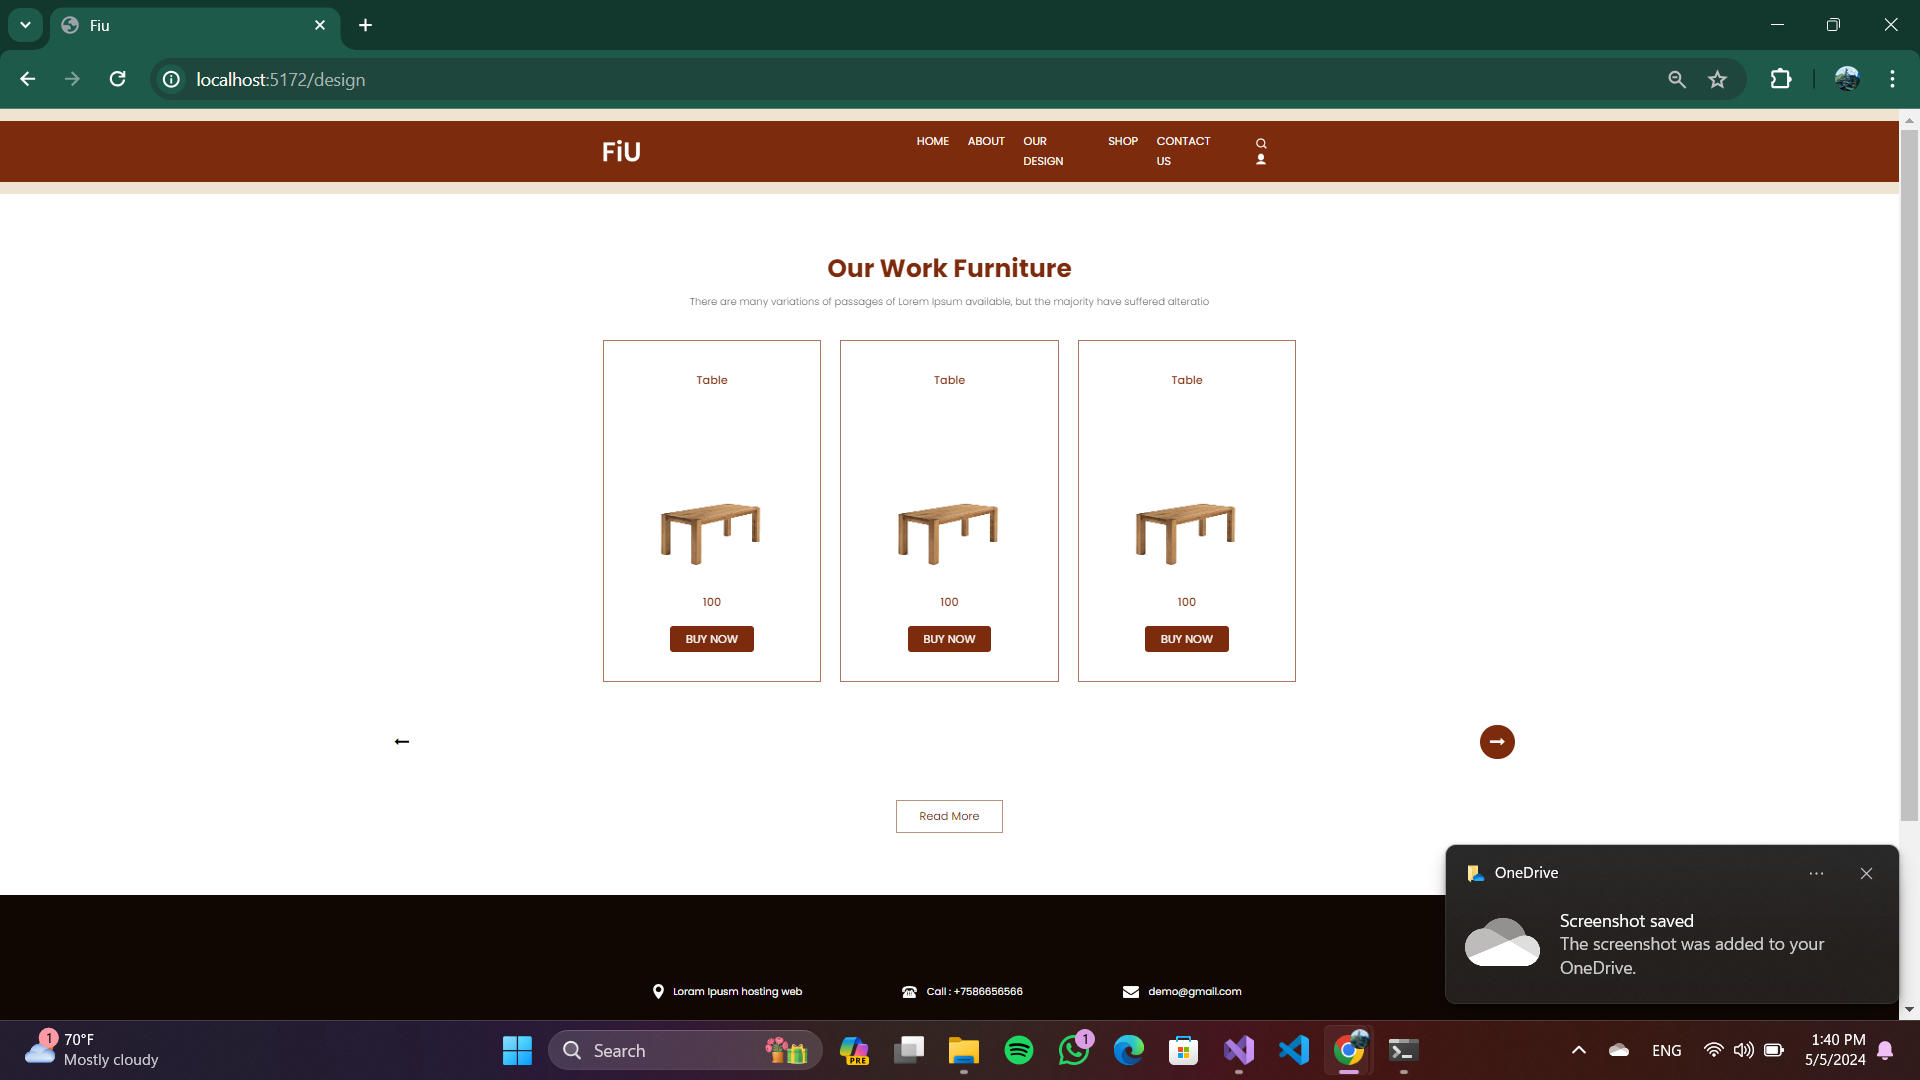 Fiu
localhost:5172/design
FiU
HOME
ABOUT
OUR
DESIGN
SHOP
CONTACT
US
Our Work Furniture
There are many variations of passages of Lorem Ipsum available, but the majority have suffered alteratio
Table
Table
Table
100
100
100
BUY NOW
BUY NOW
BUY NOW
Read More
OneDrive
Screenshot saved
The screenshot was added to your
OneDrive.
Loram Ipusm hosting web
Call : +7586656566
demo@gmail.com
1
70°F
Mostly cloudy
Search
PRE
1
ENG
1:40 PM
5/5/2024